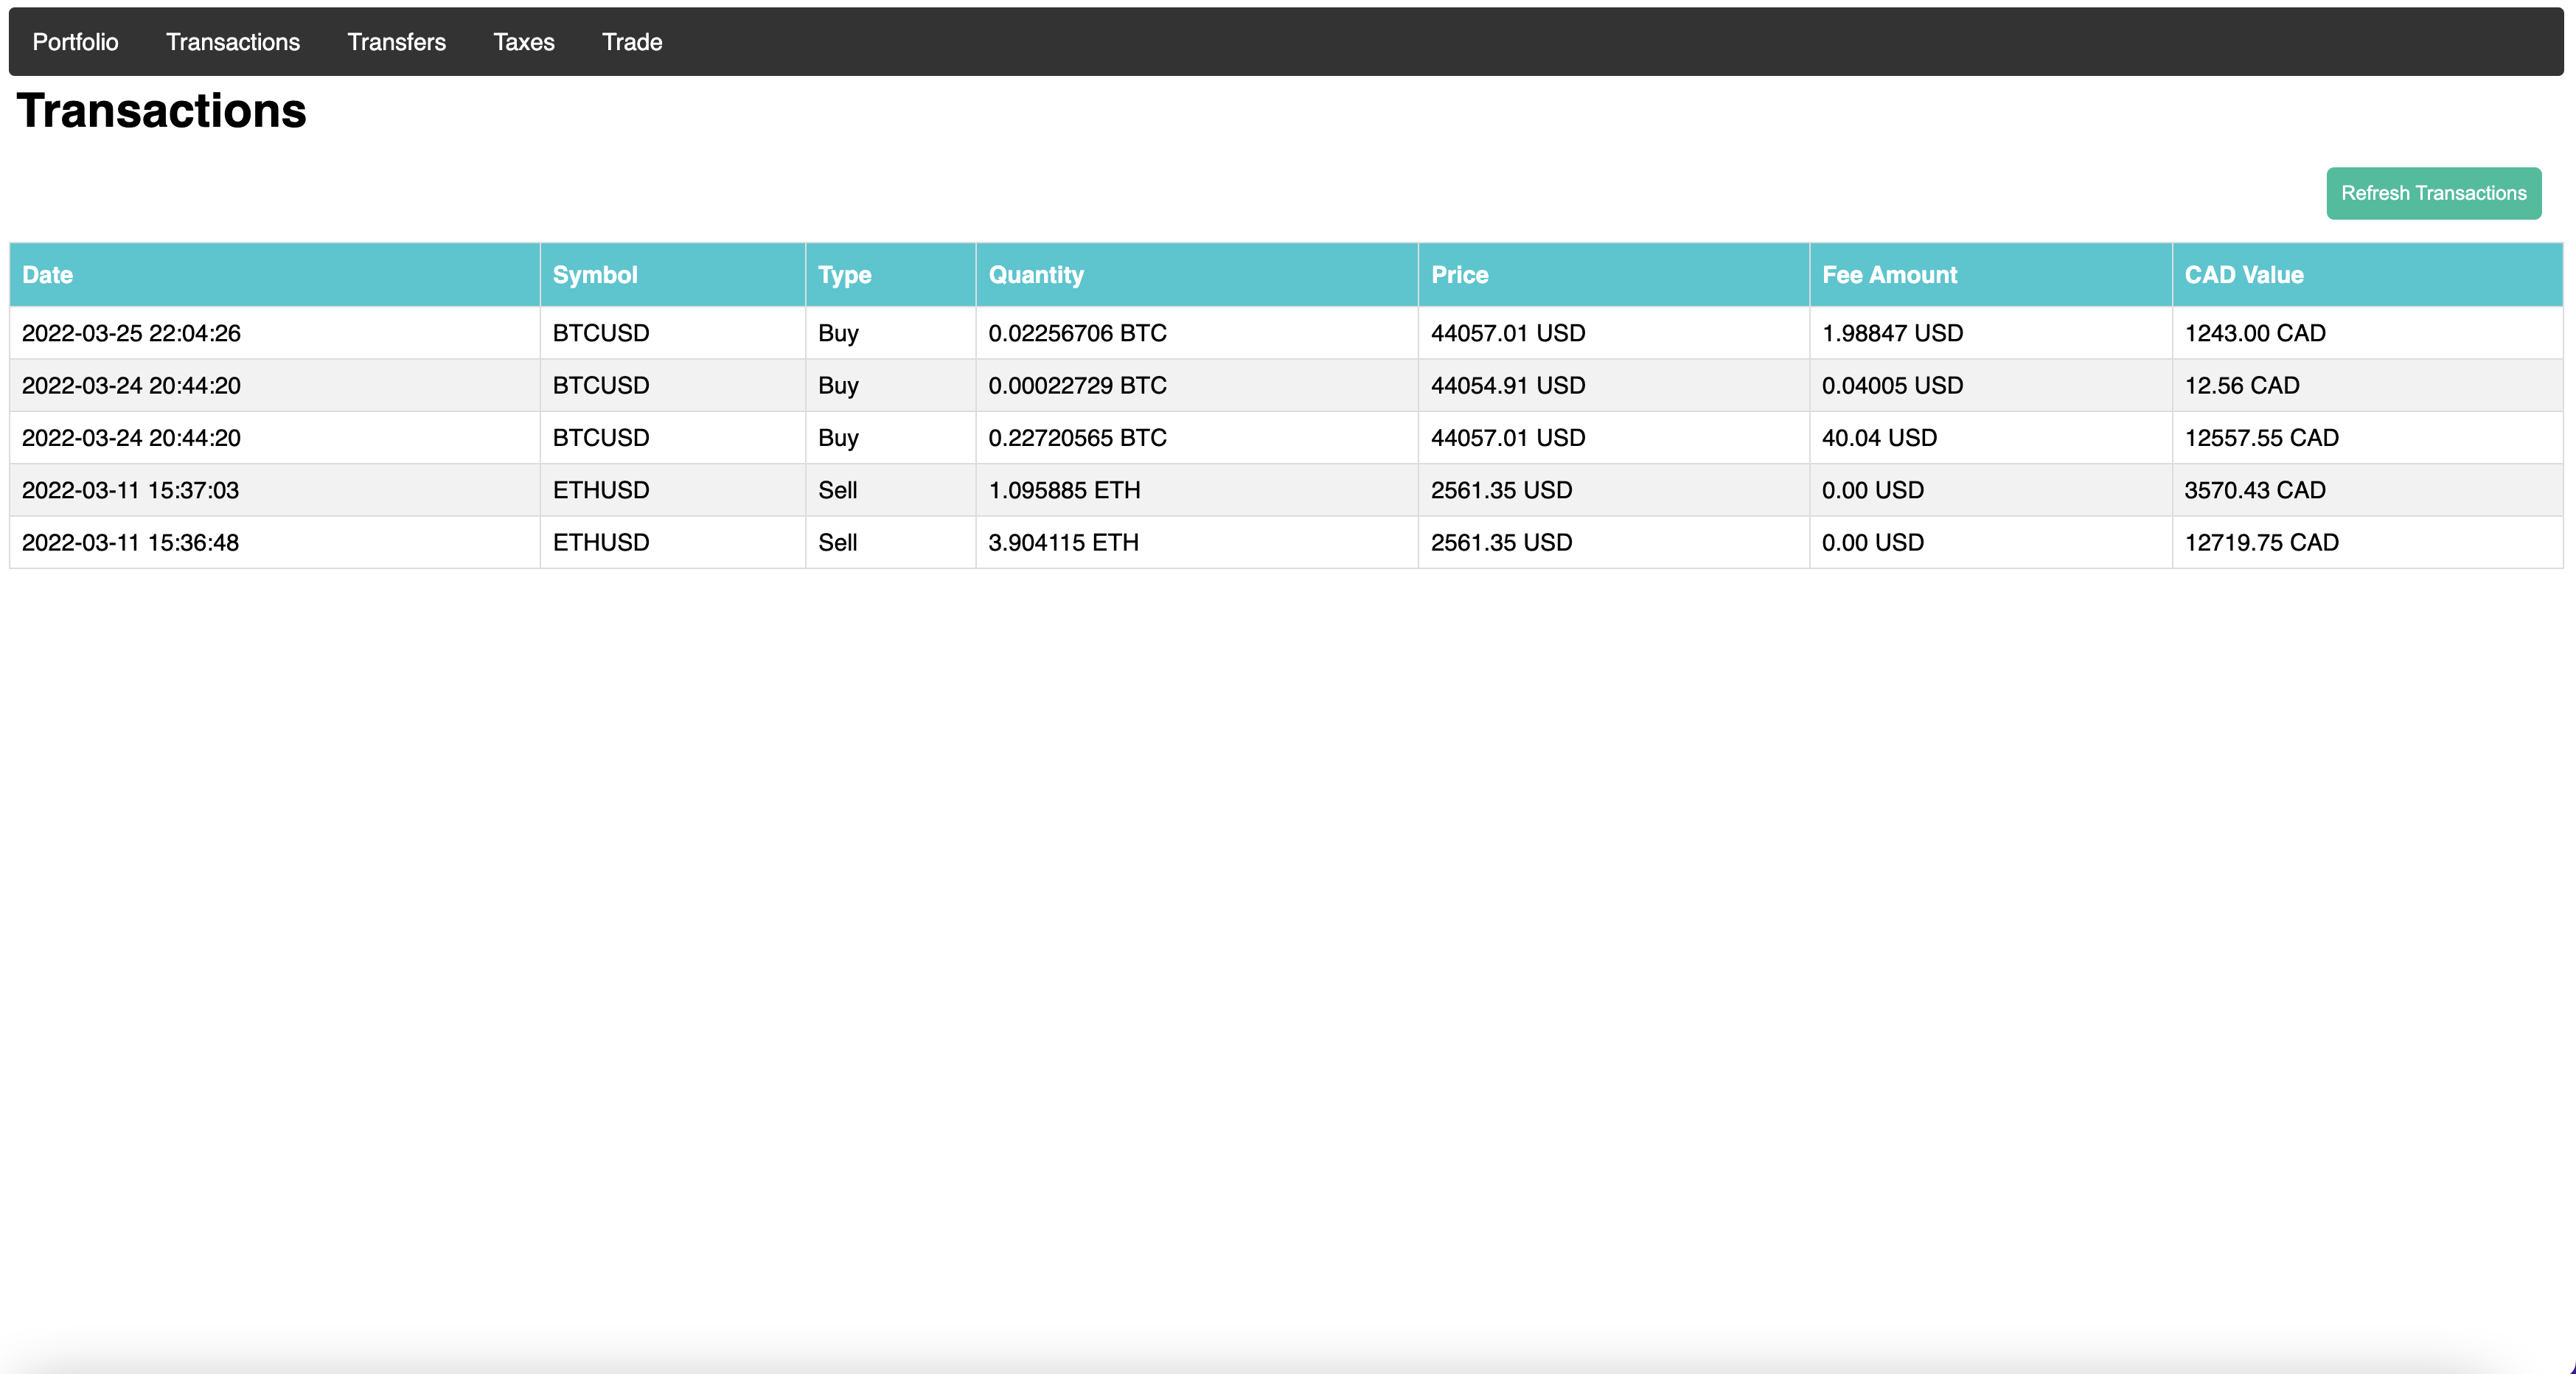 Portfolio Transactions Transfers Taxes Trade
Transactions
Refresh Transactions
Date Symbol Type Quantity Price Fee Amount CAD Value
2022-03-25 22:04:26 BTCUSD Buy 0.02256706 BTC 44057.01 USD 1.98847 USD 1243.00 CAD
2022-03-24 20:44:20 BTCUSD Buy 0.00022729 BTC 44054.91 USD 0.04005 USD 12.56 CAD
2022-03-24 20:44:20 BTCUSD Buy 0.22720565 BTC 44057.01 USD 40.04 USD 12557.55 CAD
2022-03-11 15:37:03 ETHUSD Sell 1.095885 ETH 2561.35 USD 0.00 USD 3570.43 CAD
2022-03-11 15:36:48 ETHUSD Sell 3.904115 ETH 2561.35 USD 0.00 USD 12719.75 CAD